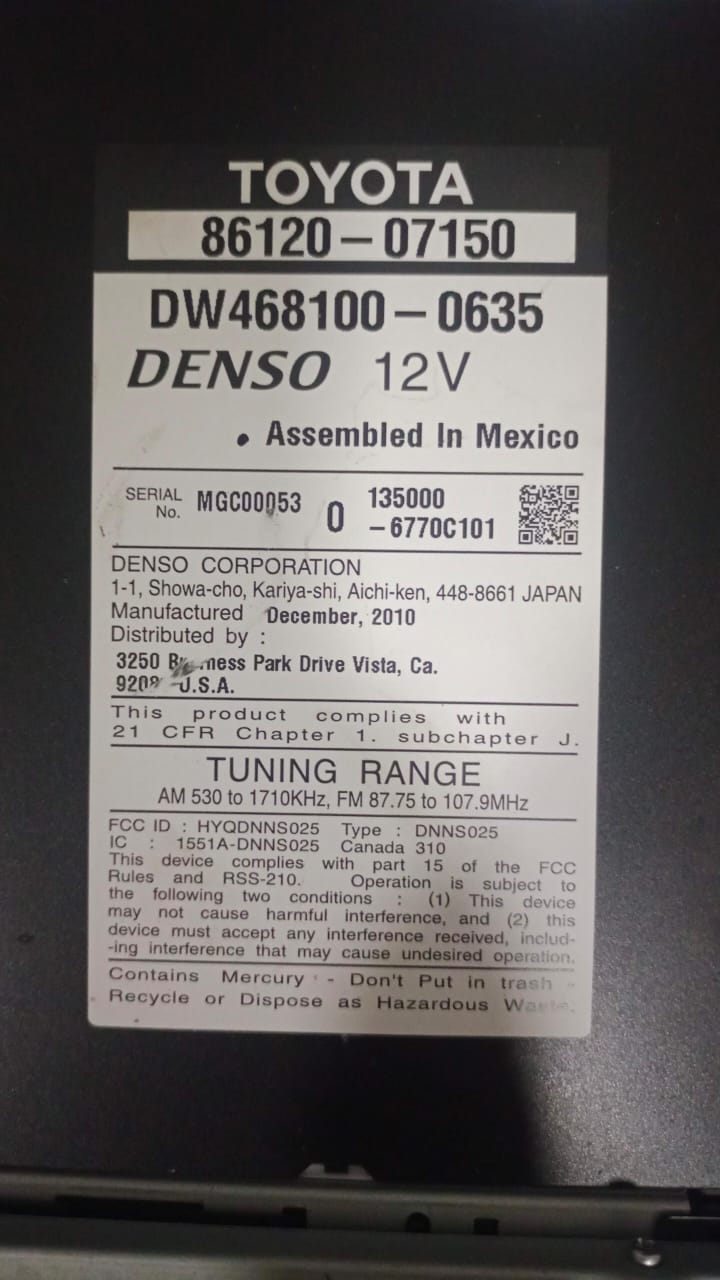 TOYOTA
86120-07150
DW468100-0635
DENSO 12V
. Assembled In Mexico
SERIAL No. MGC00053 0 135000
-6770C101
DENSO CORPORATION
1-1, Showa-cho, Kariya-shi, Aichi-ken, 448-8661 JAPAN
Manufactured December, 2010
Distributed by :
3250 Park Drive Vista, Ca.
U.S.A.
This product complies with
21 CFR Chapter 1. subchapter J.
TUNING RANGE
AM 530 to 1710KHz, FM 87.75 to 107.9MHz
FCC ID : HYQDNNS025 Type : DNNS025
IC : 1551A-DNNS025 Canada 310
This device complies with part 15 of the FCC
Rules and RSS-210. Operation is subject to
the following two conditions : (1) This device
may not cause harmful interference, and (2) this
device must accept any interference received, includ-
-ing interference that may cause undesired operation.
Contains Mercury - Don't Put in trash -
Recycle or Dispose as Hazardous Waste.